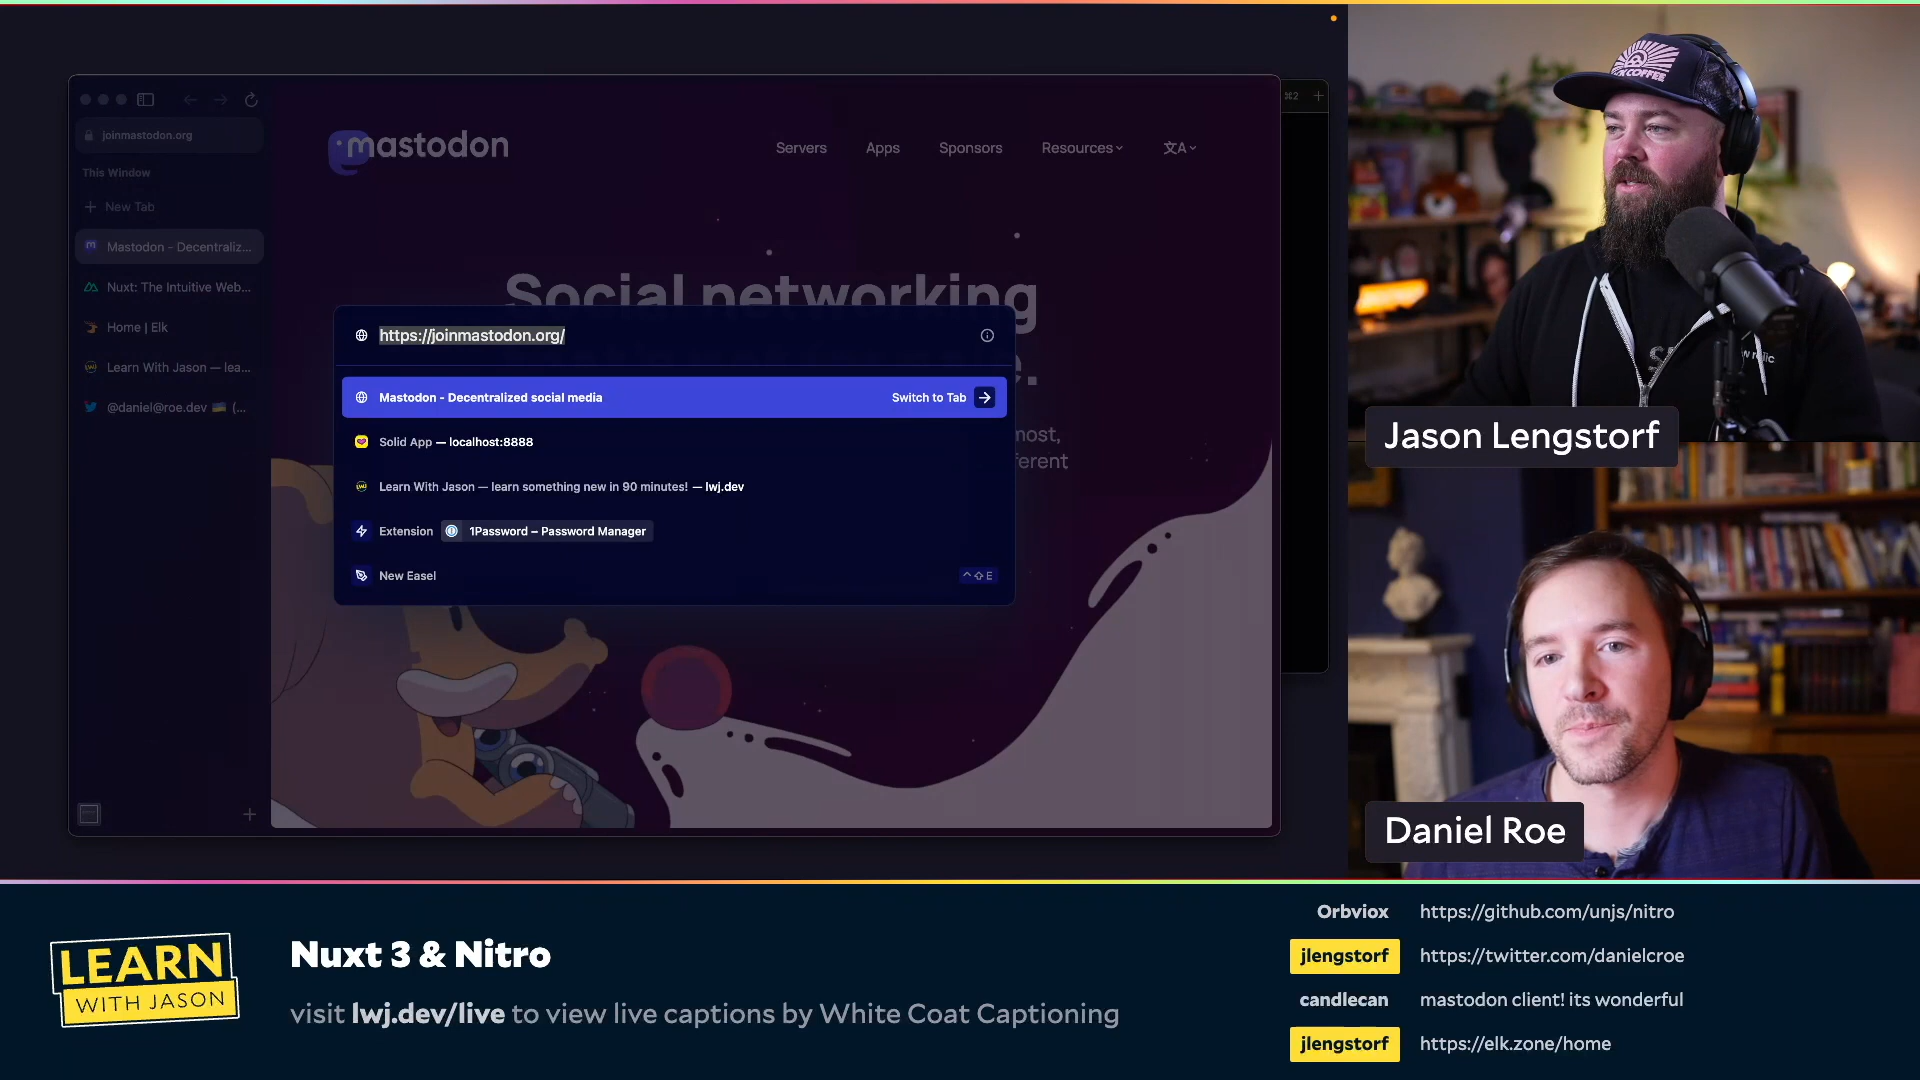 joinmastodon.org
This Window
New Tab
Mastodon - Decentraliz...
Nuxt: The Intuitive Web...
Home | Elk
Learn With Jason — lea...
@daniel@roe.dev 🇺🇦 (...
mastodon
Servers
Apps
Sponsors
Resources
文A
⌘2
Social networking
https://joinmastodon.org/
Mastodon - Decentralized social media
Switch to Tab
Solid App — localhost:8888
most,
Learn With Jason — learn something new in 90 minutes! — lwj.dev
fferent
Extension 1Password – Password Manager
New Easel
^⇧E
Jason Lengstorf
Daniel Roe
LEARN
WITH JASON
Nuxt 3 & Nitro
visit lwj.dev/live to view live captions by White Coat Captioning
Orbviox https://github.com/unjs/nitro
jlengstorf https://twitter.com/danielcroe
candlecan mastodon client! its wonderful
jlengstorf https://elk.zone/home